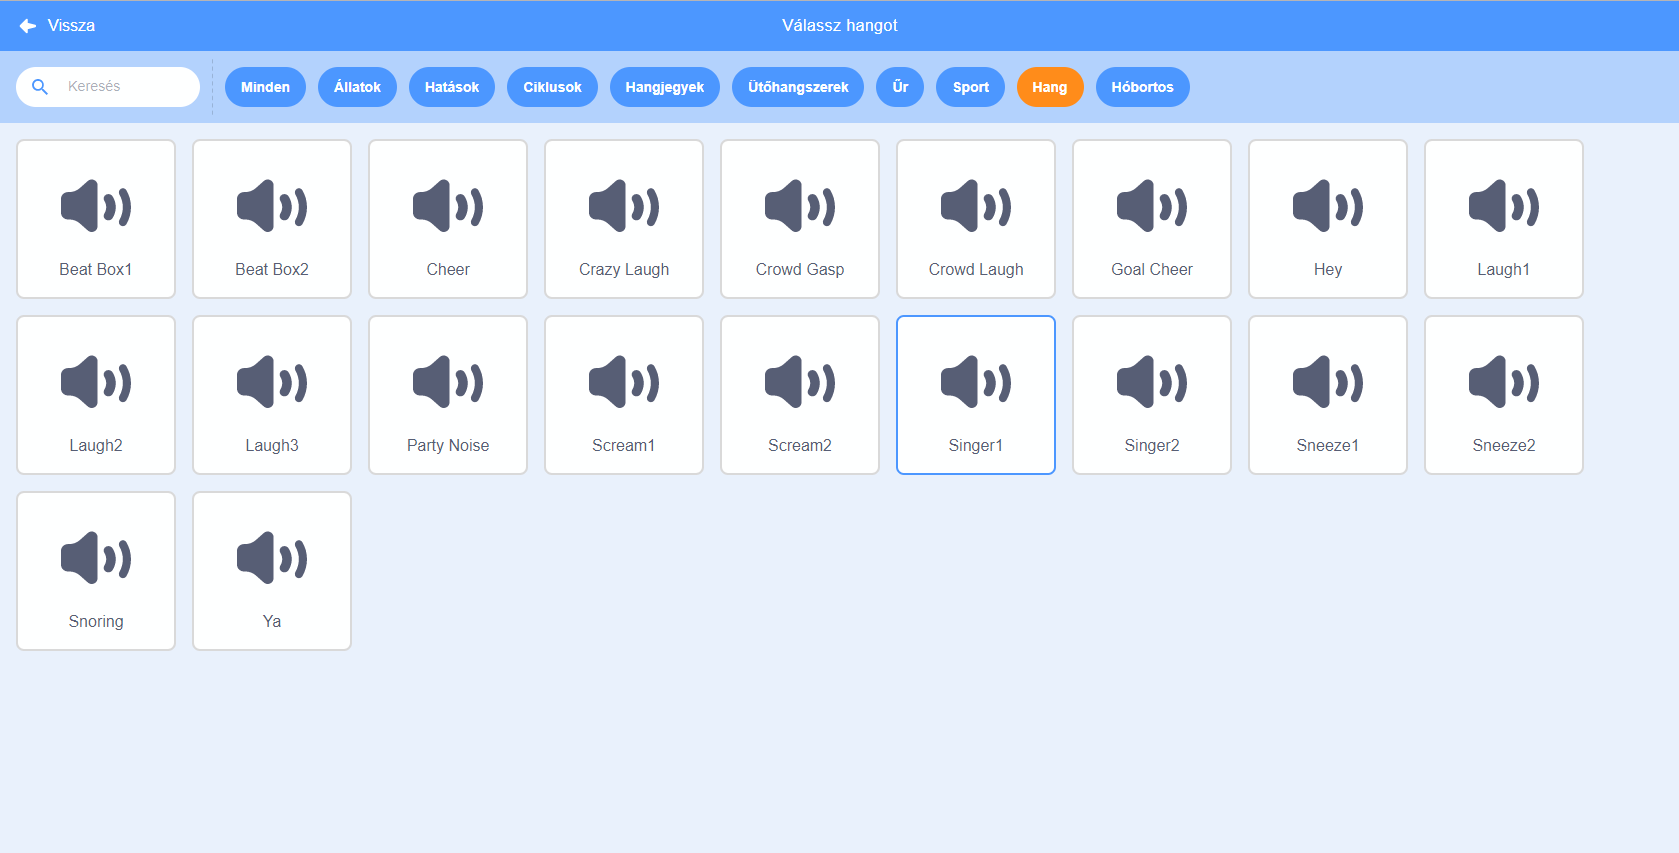 Vissza
Válassz hangot
Keresés
Minden
Állatok
Hatások
Ciklusok
Hangjegyek
Ütőhangszerek
Űr
Sport
Hang
Hóbortos
Beat Box1
Beat Box2
Cheer
Crazy Laugh
Crowd Gasp
Crowd Laugh
Goal Cheer
Hey
Laugh1
Laugh2
Laugh3
Party Noise
Scream1
Scream2
Singer1
Singer2
Sneeze1
Sneeze2
Snoring
Ya